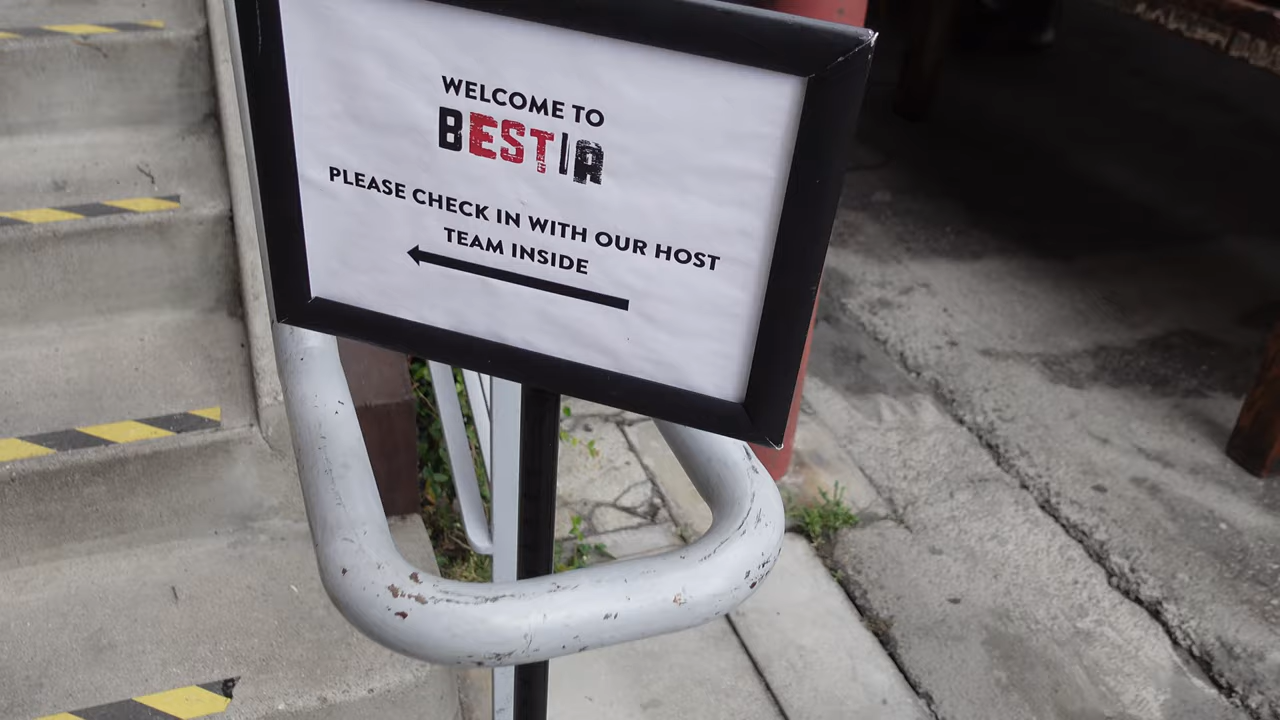 WELCOME TO
BESTIA
PLEASE CHECK IN WITH OUR HOST
TEAM INSIDE